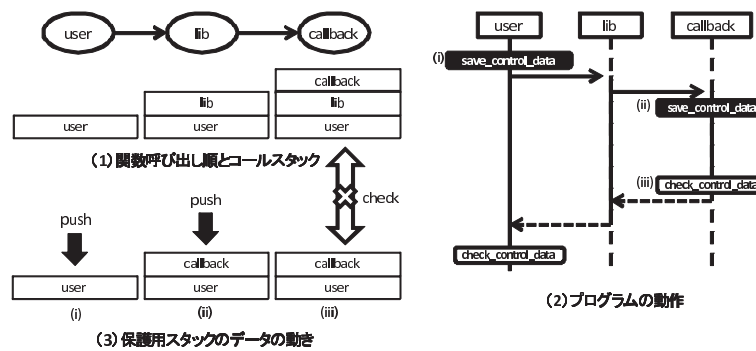 user
lib
callback
callback
lib
lib
user
user
user
(1)関数呼び出し順とコールスタック
check
push
push
callback
callback
user
user
user
(i)
(ii)
(iii)
(3)保護用スタックのデータの動き
user
lib
callback
(i)
save_control_data
(ii)
save_control_data
(iii)
check_control_data
check_control_data
(2)プログラムの動作